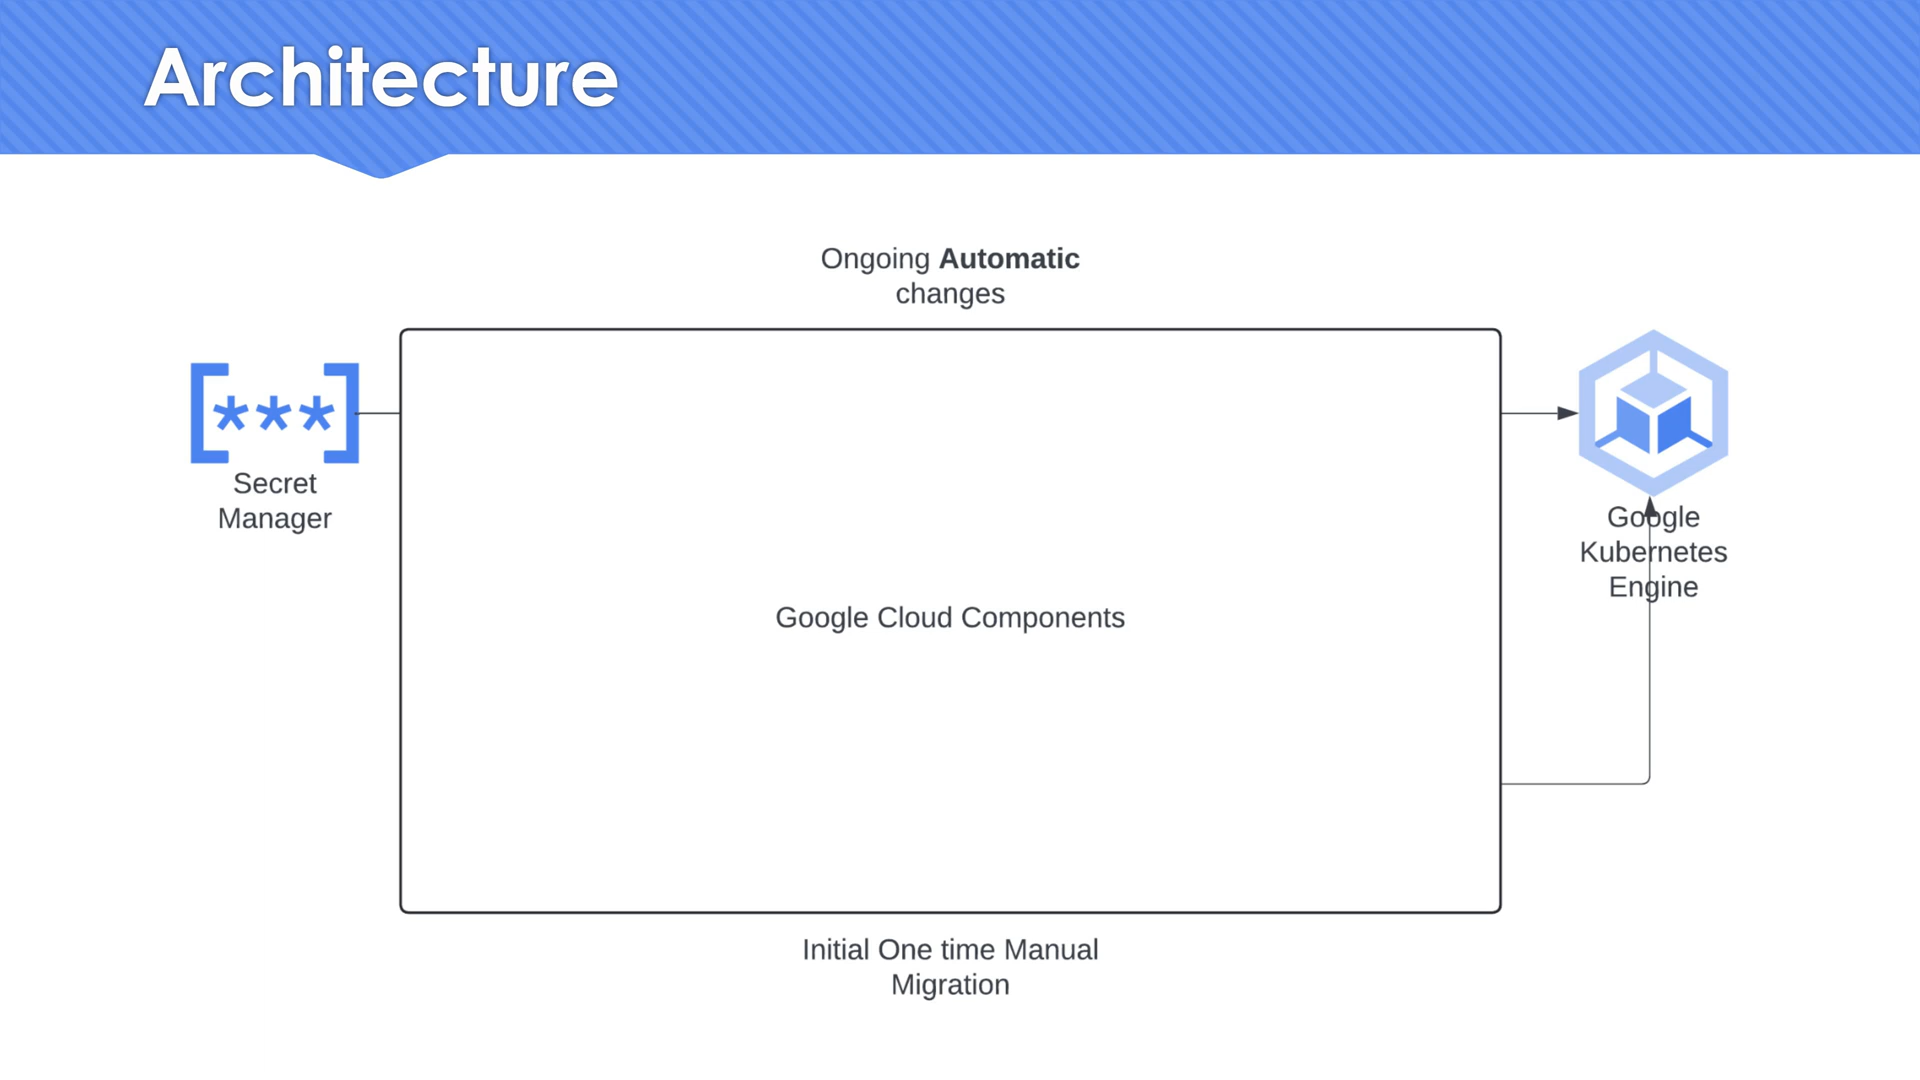 Architecture
Ongoing Automatic
changes
[***]
Secret
Manager
Google
Kubernetes
Engine
Google Cloud Components
Initial One time Manual
Migration